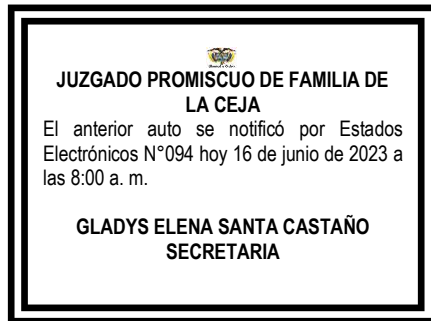 JUZGADO PROMISCUO DE FAMILIA DE
LA CEJA
El anterior auto se notificó por Estados
Electrónicos N°094 hoy 16 de junio de 2023 a
las 8:00 a. m.
GLADYS ELENA SANTA CASTAÑO
SECRETARIA